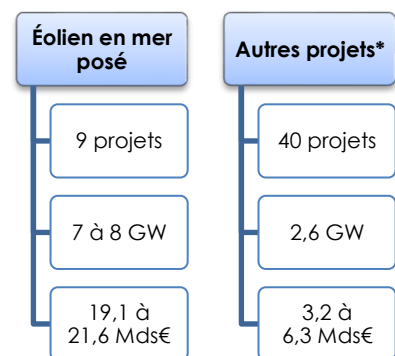 Éolien en mer
posé
9 projets
7 à 8 GW
19,1 à
21,6 Mds€
Autres projets*
40 projets
2,6 GW
3,2 à
6,3 Mds€